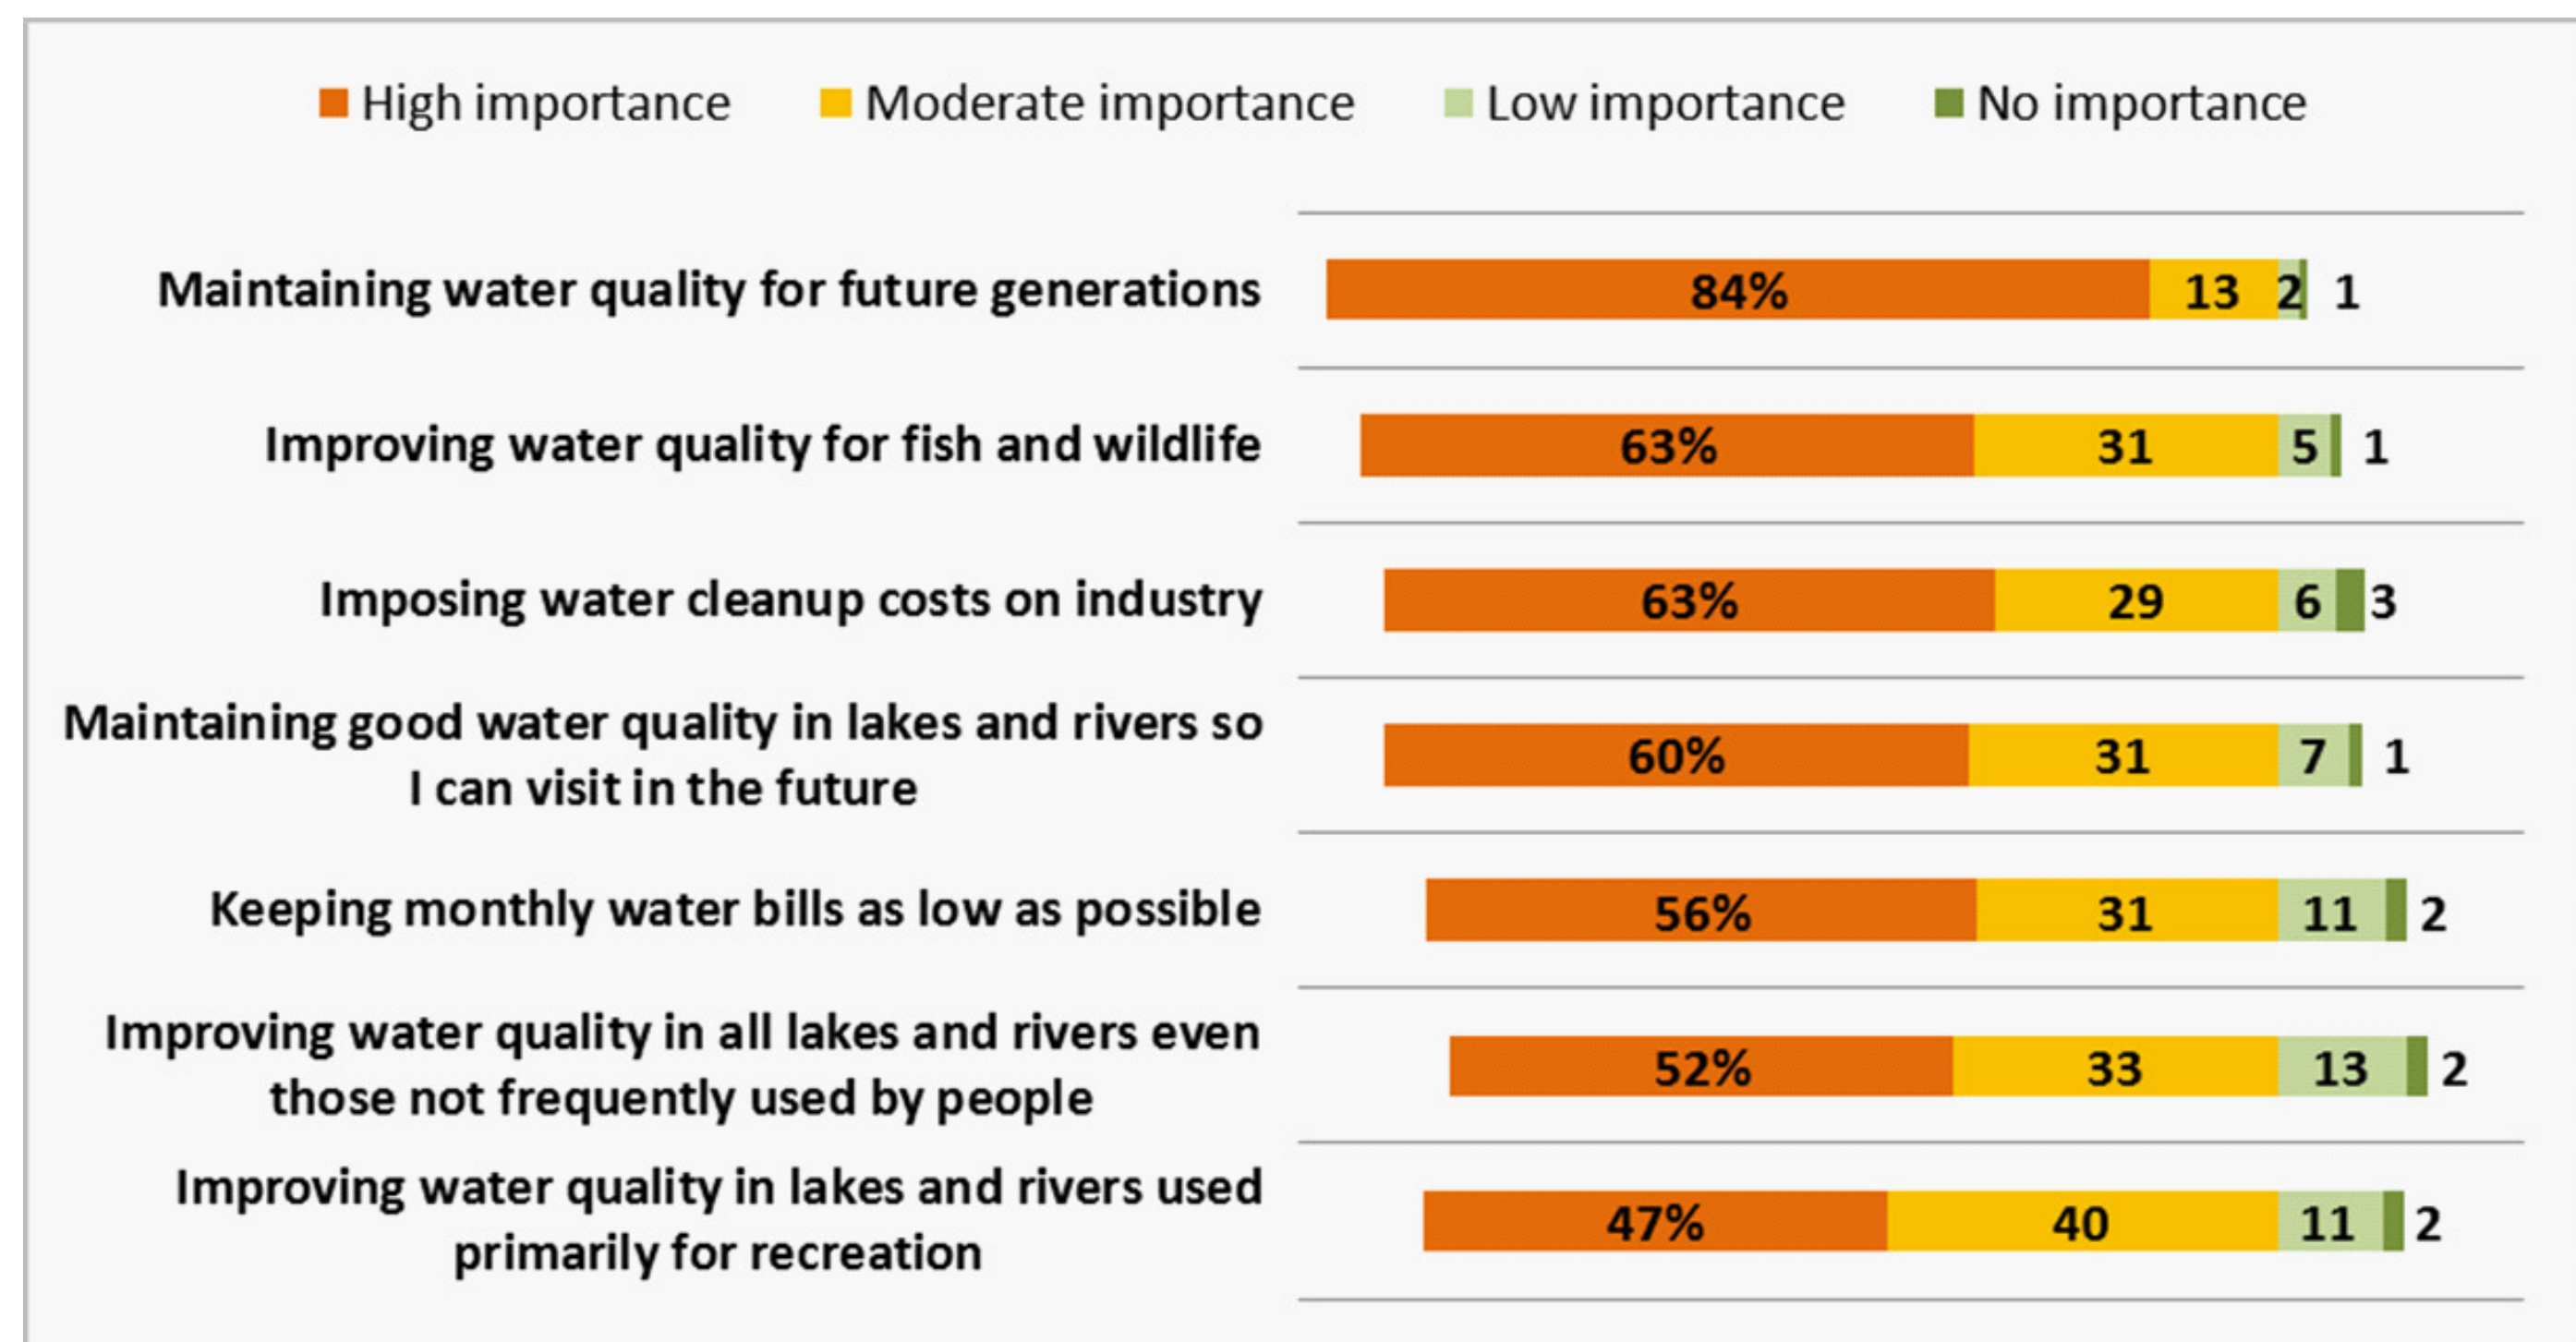 High importance Moderate importance Low importance No importance
Maintaining water quality for future generations 84% 13 2 1
Improving water quality for fish and wildlife 63% 31 5 1
Imposing water cleanup costs on industry 63% 29 6 3
Maintaining good water quality in lakes and rivers so
I can visit in the future
60% 31 7 1
Keeping monthly water bills as low as possible 56% 31 11 2
Improving water quality in all lakes and rivers even
those not frequently used by people
52% 33 13 2
Improving water quality in lakes and rivers used
primarily for recreation
47% 40 11 2